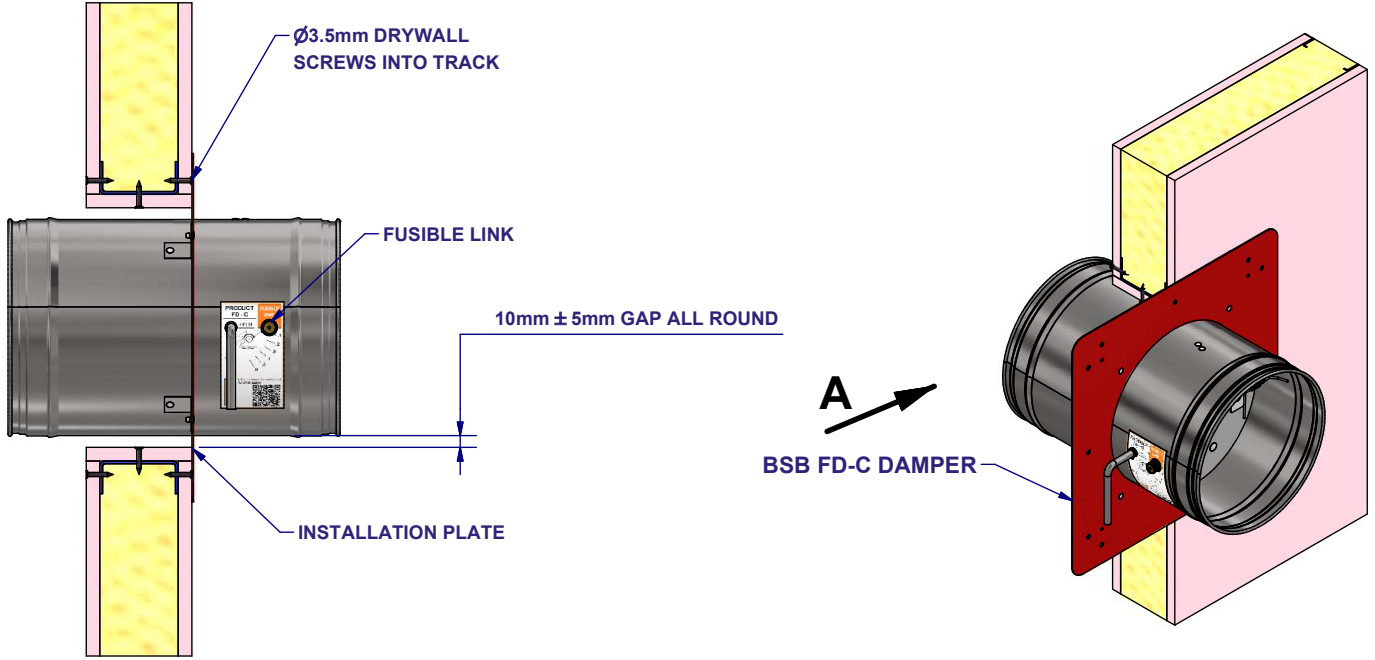 Ø3.5mm DRYWALL
SCREWS INTO TRACK
FUSIBLE LINK
PRODUCT
FD - C
10mm ± 5mm GAP ALL ROUND
INSTALLATION PLATE
A
BSB FD-C DAMPER